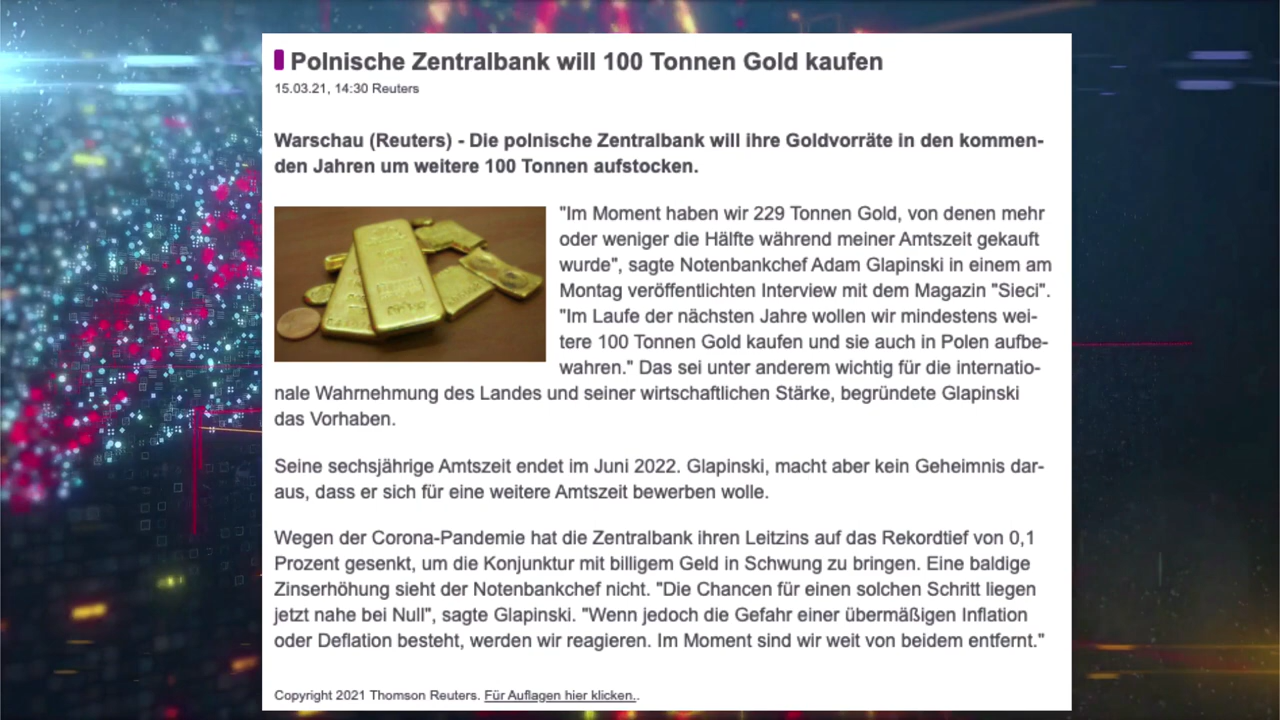 Polnische Zentralbank will 100 Tonnen Gold kaufen
15.03.21, 14:30 Reuters
Warschau (Reuters) - Die polnische Zentralbank will ihre Goldvorräte in den kommen-
den Jahren um weitere 100 Tonnen aufstocken.
"Im Moment haben wir 229 Tonnen Gold, von denen mehr
oder weniger die Hälfte während meiner Amtszeit gekauft
wurde", sagte Notenbankchef Adam Glapinski in einem am
Montag veröffentlichten Interview mit dem Magazin "Sieci".
"Im Laufe der nächsten Jahre wollen wir mindestens wei-
tere 100 Tonnen Gold kaufen und sie auch in Polen aufbe-
wahren." Das sei unter anderem wichtig für die internatio-
nale Wahrnehmung des Landes und seiner wirtschaftlichen Stärke, begründete Glapinski
das Vorhaben.
Seine sechsjährige Amtszeit endet im Juni 2022. Glapinski, macht aber kein Geheimnis dar-
aus, dass er sich für eine weitere Amtszeit bewerben wolle.
Wegen der Corona-Pandemie hat die Zentralbank ihren Leitzins auf das Rekordtief von 0,1
Prozent gesenkt, um die Konjunktur mit billigem Geld in Schwung zu bringen. Eine baldige
Zinserhöhung sieht der Notenbankchef nicht. "Die Chancen für einen solchen Schritt liegen
jetzt nahe bei Null", sagte Glapinski. "Wenn jedoch die Gefahr einer übermäßigen Inflation
oder Deflation besteht, werden wir reagieren. Im Moment sind wir weit von beidem entfernt."
Copyright 2021 Thomson Reuters. Für Auflagen hier klicken..